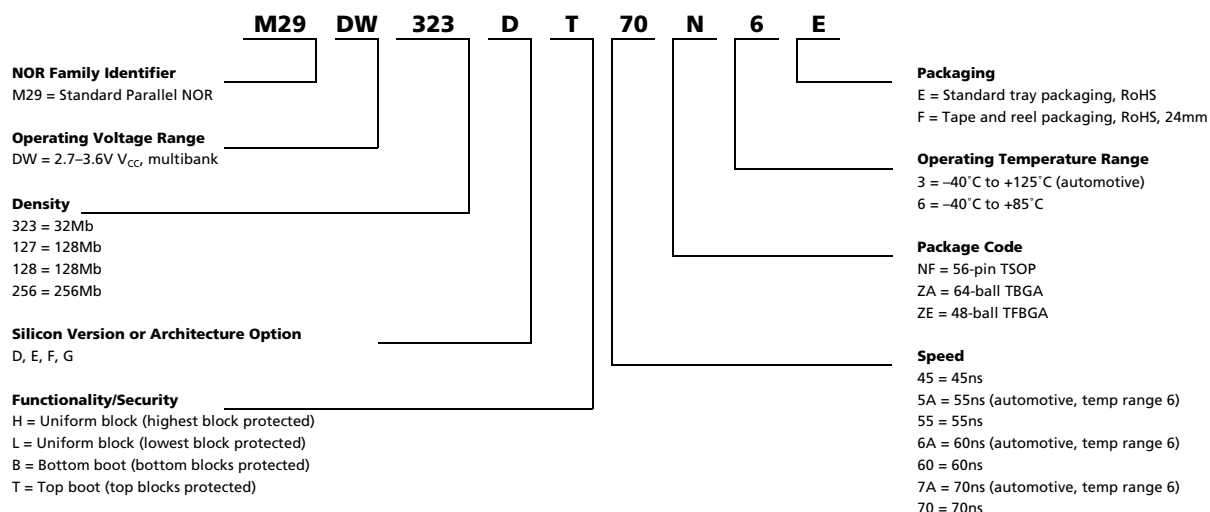 M29 DW 323 D T 70 N 6 E
NOR Family Identifier
M29 = Standard Parallel NOR
Operating Voltage Range
DW = 2.7–3.6V VCC, multibank
Density
323 = 32Mb
127 = 128Mb
128 = 128Mb
256 = 256Mb
Silicon Version or Architecture Option
D, E, F, G
Functionality/Security
H = Uniform block (highest block protected)
L = Uniform block (lowest block protected)
B = Bottom boot (bottom blocks protected)
T = Top boot (top blocks protected)
Packaging
E = Standard tray packaging, RoHS
F = Tape and reel packaging, RoHS, 24mm
Operating Temperature Range
3 = –40˚C to +125˚C (automotive)
6 = –40˚C to +85˚C
Package Code
NF = 56-pin TSOP
ZA = 64-ball TBGA
ZE = 48-ball TFBGA
Speed
45 = 45ns
5A = 55ns (automotive, temp range 6)
55 = 55ns
6A = 60ns (automotive, temp range 6)
60 = 60ns
7A = 70ns (automotive, temp range 6)
70 = 70ns